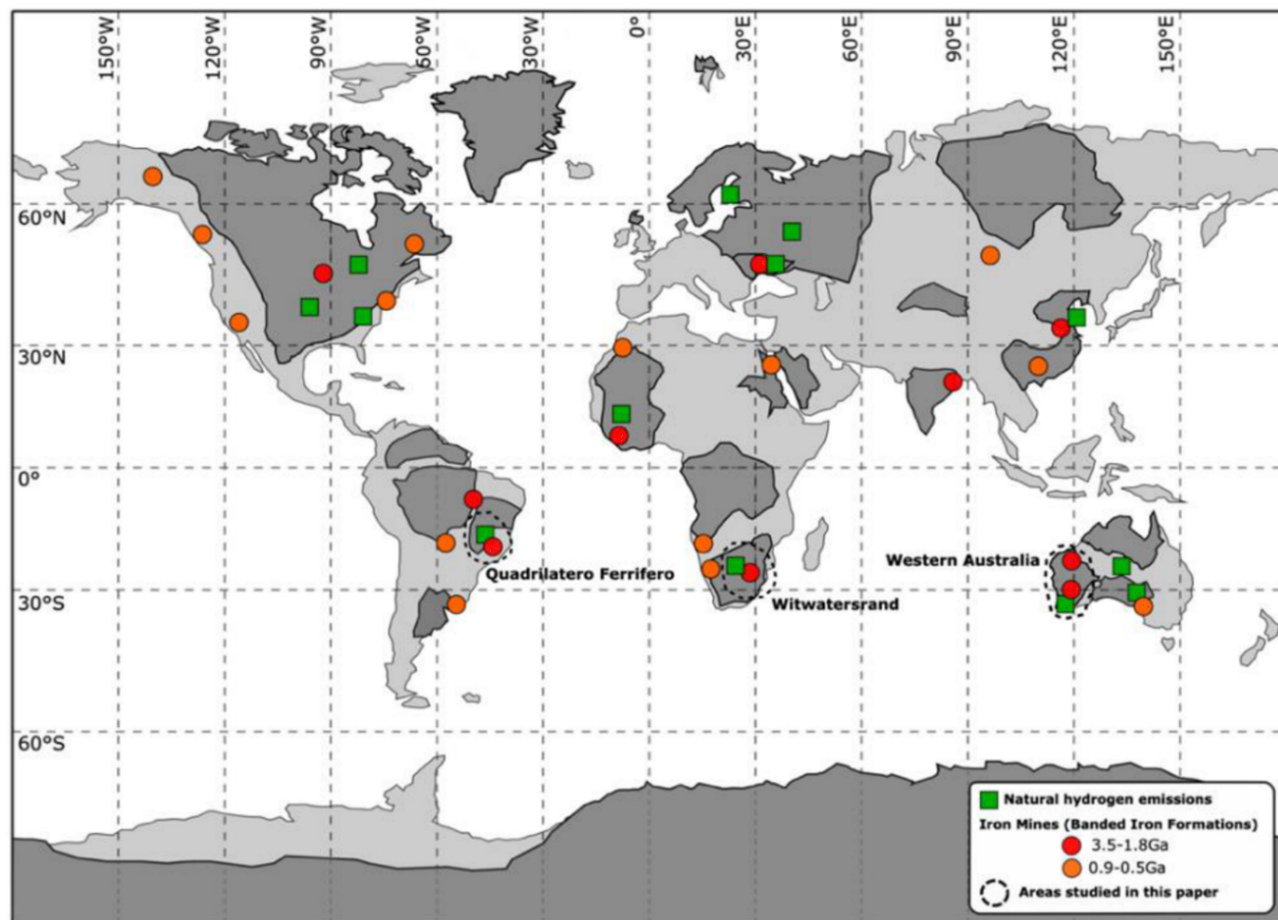 150°W 120°W 90°W 60°W 30°W 0° 30°E 60°E 90°E 120°E 150°E
60°N
30°N
0°
Western Australia
Quadrilatero Ferrifero
30°S
Witwatersrand
60°S
Natural hydrogen emissions
Iron Mines (Banded Iron Formations)
3.5-1.8Ga
0.9-0.5Ga
Areas studied in this paper